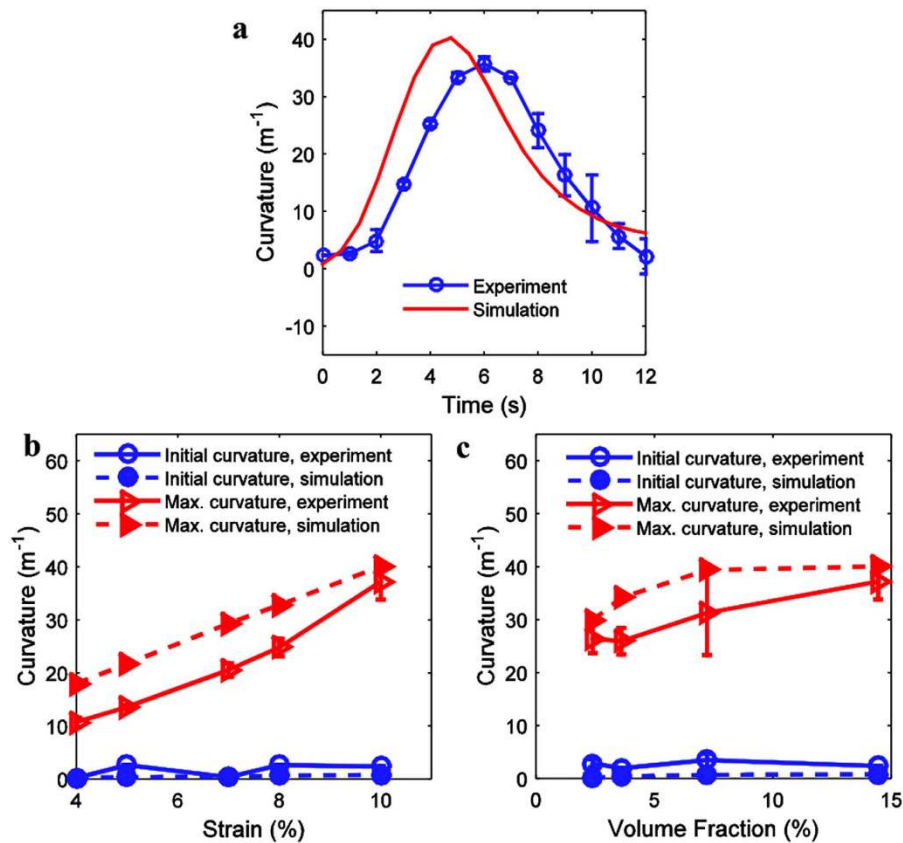 a
40
30
20
10
0
-10
Curvature (m⁻¹)
Experiment
Simulation
0 2 4 6 8 10 12
Time (s)
b
60
50
40
30
20
10
0
Curvature (m⁻¹)
Initial curvature, experiment
Initial curvature, simulation
Max. curvature, experiment
Max. curvature, simulation
4 6 8 10
Strain (%)
c
60
50
40
30
20
10
0
Curvature (m⁻¹)
Initial curvature, experiment
Initial curvature, simulation
Max. curvature, experiment
Max. curvature, simulation
0 5 10 15
Volume Fraction (%)